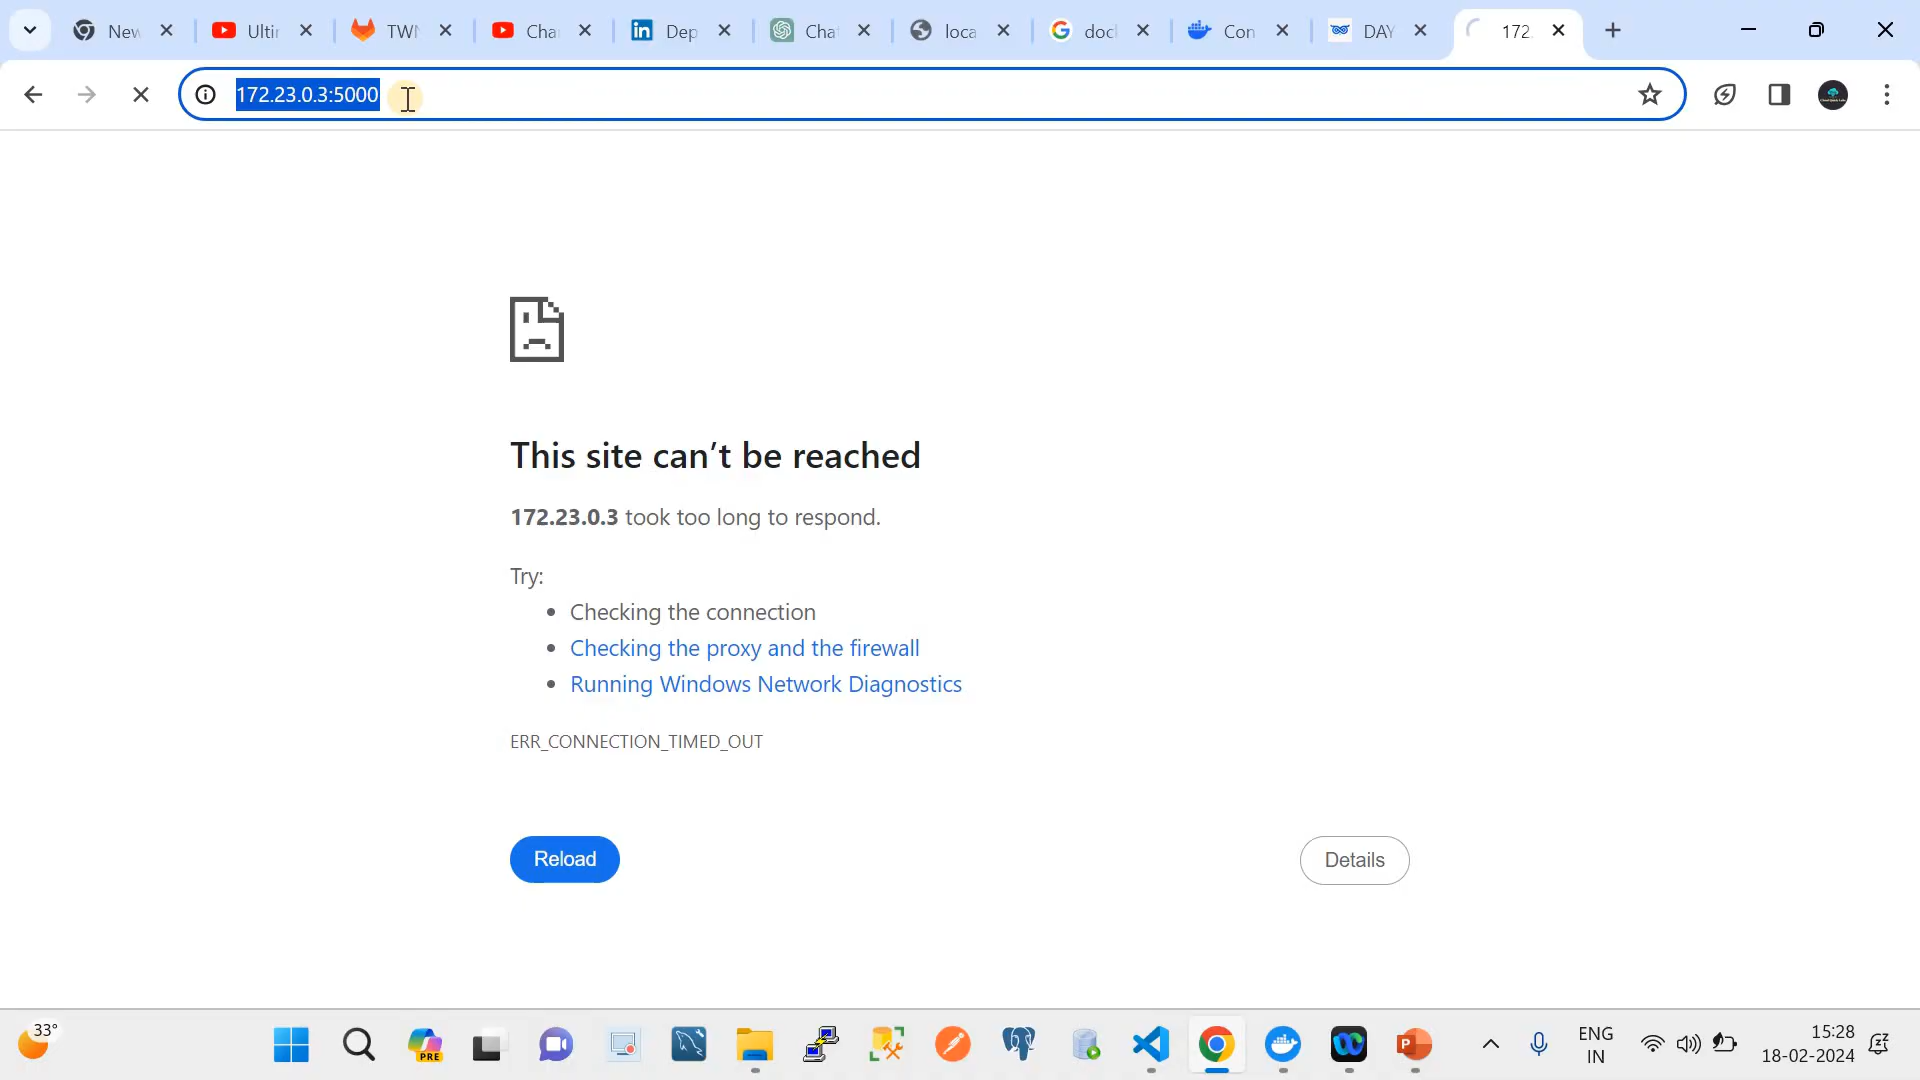 New
Ulti
TWN
Cha
Dep
Cha
loca
doc
Con
DAY
172.
172.23.0.3:5000
This site can’t be reached
172.23.0.3 took too long to respond.
Try:
Checking the connection
Checking the proxy and the firewall
Running Windows Network Diagnostics
ERR_CONNECTION_TIMED_OUT
Reload
Details
33°
PRE
P
ENG
IN
15:28
18-02-2024